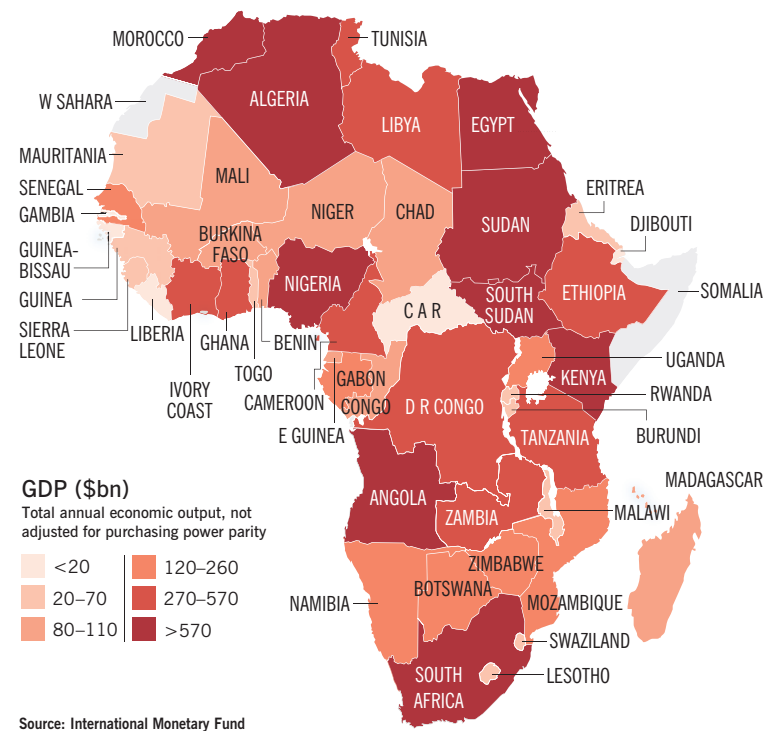 MOROCCO
TUNISIA
ALGERIA
LIBYA
EGYPT
W SAHARA
MAURITANIA
MALI
NIGER
CHAD
SUDAN
ERITREA
SENEGAL
GAMBIA
DJIBOUTI
BURKINA
FASO
GUINEA-
BISSAU
NIGERIA
SOUTH
SUDAN
ETHIOPIA
SOMALIA
GUINEA
C A R
SIERRA
LEONE
LIBERIA
GHANA
BENIN
UGANDA
IVORY
COAST
TOGO
GABON
KENYA
CAMEROON
CONGO
D R CONGO
RWANDA
E GUINEA
TANZANIA
BURUNDI
MADAGASCAR
ANGOLA
ZAMBIA
MALAWI
ZIMBABWE
BOTSWANA
NAMIBIA
MOZAMBIQUE
SWAZILAND
SOUTH
AFRICA
LESOTHO
GDP ($bn)
Total annual economic output, not
adjusted for purchasing power parity
<20
120–260
20–70
270–570
80–110
>570
Source: International Monetary Fund